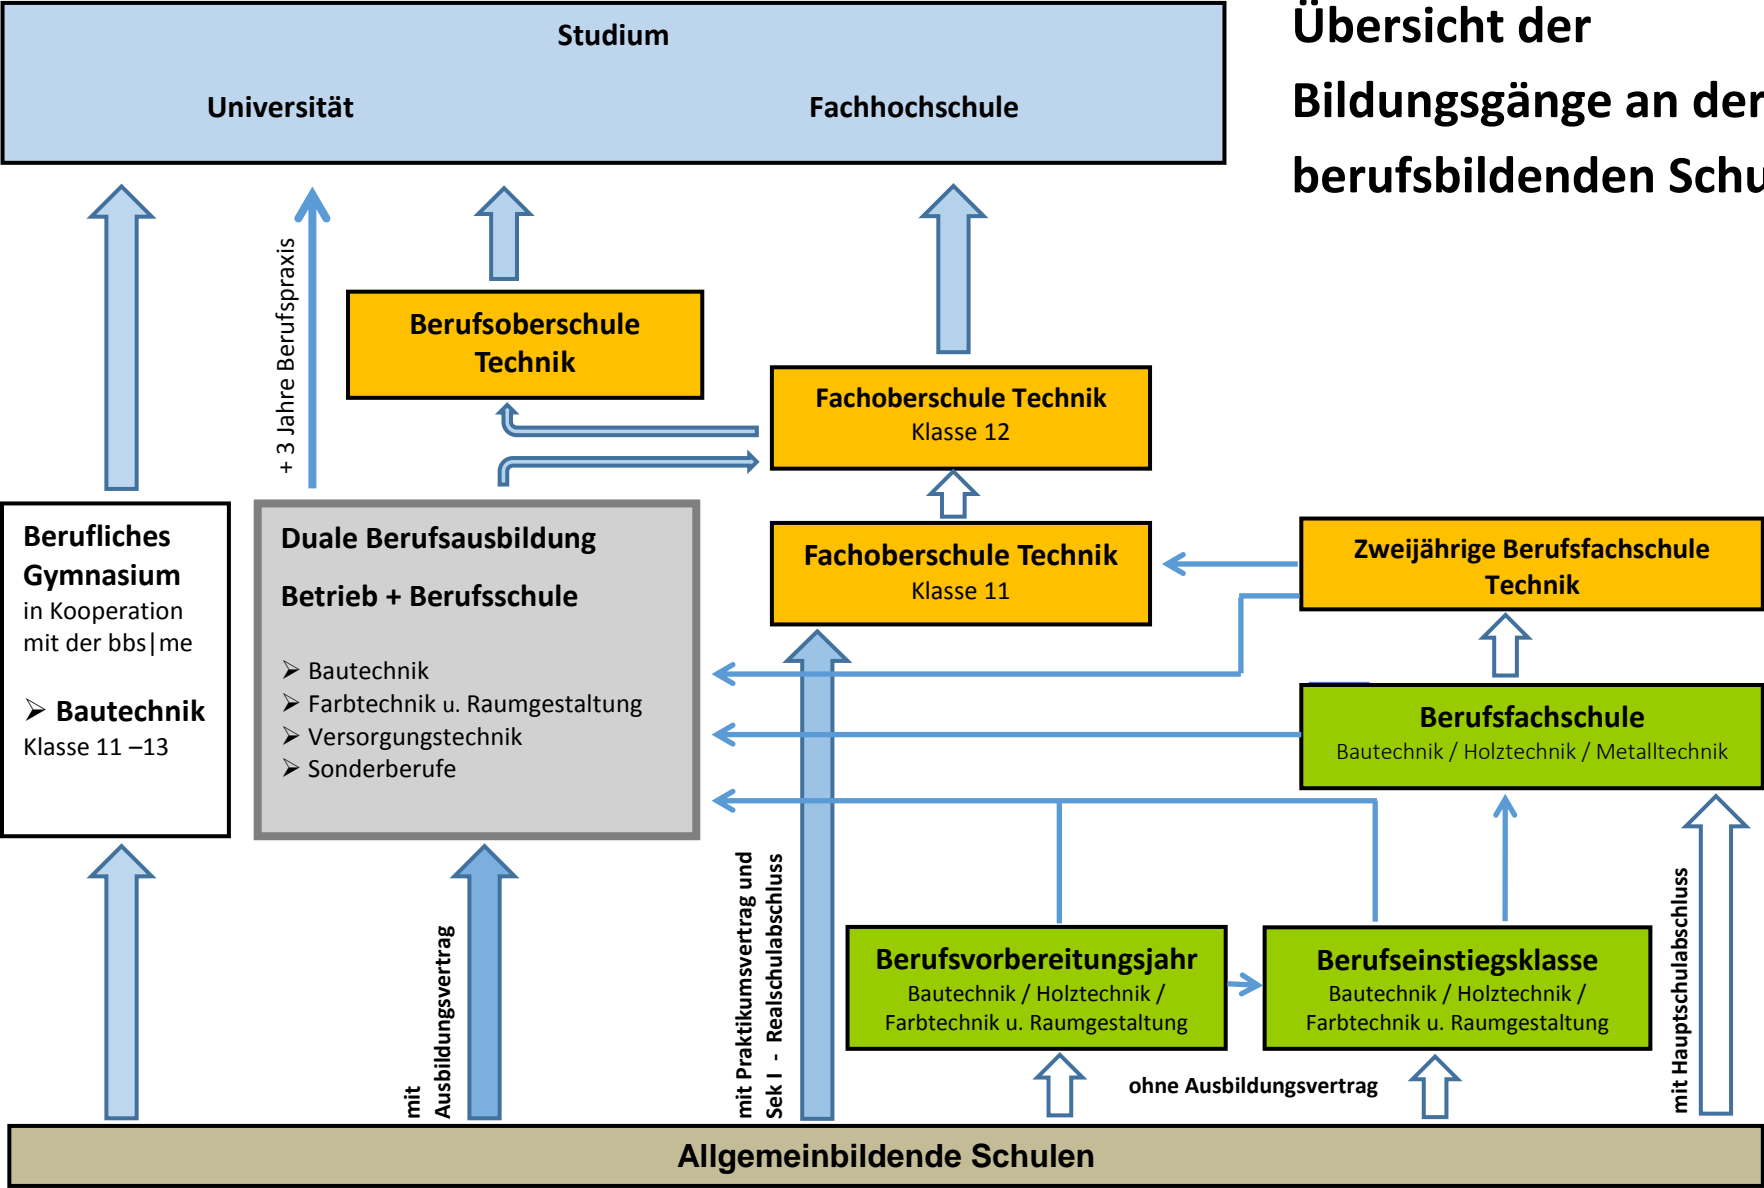 Übersicht der
Bildungsgänge an der
berufsbildenden Schu
Studium
Universität
Fachhochschule
+ 3 Jahre Berufspraxis
Berufsoberschule
Technik
Fachoberschule Technik
Klasse 12
Berufliches
Gymnasium
in Kooperation
mit der bbs|me
➢ Bautechnik
Klasse 11 –13
Duale Berufsausbildung
Betrieb + Berufsschule
➢ Bautechnik
➢ Farbtechnik u. Raumgestaltung
➢ Versorgungstechnik
➢ Sonderberufe
Fachoberschule Technik
Klasse 11
Zweijährige Berufsfachschule
Technik
Berufsfachschule
Bautechnik / Holztechnik / Metalltechnik
mit
Ausbildungsvertrag
mit Praktikumsvertrag und
Sek I - Realschulabschluss
Berufsvorbereitungsjahr
Bautechnik / Holztechnik /
Farbtechnik u. Raumgestaltung
Berufseinstiegsklasse
Bautechnik / Holztechnik /
Farbtechnik u. Raumgestaltung
mit Hauptschulabschluss
ohne Ausbildungsvertrag
Allgemeinbildende Schulen